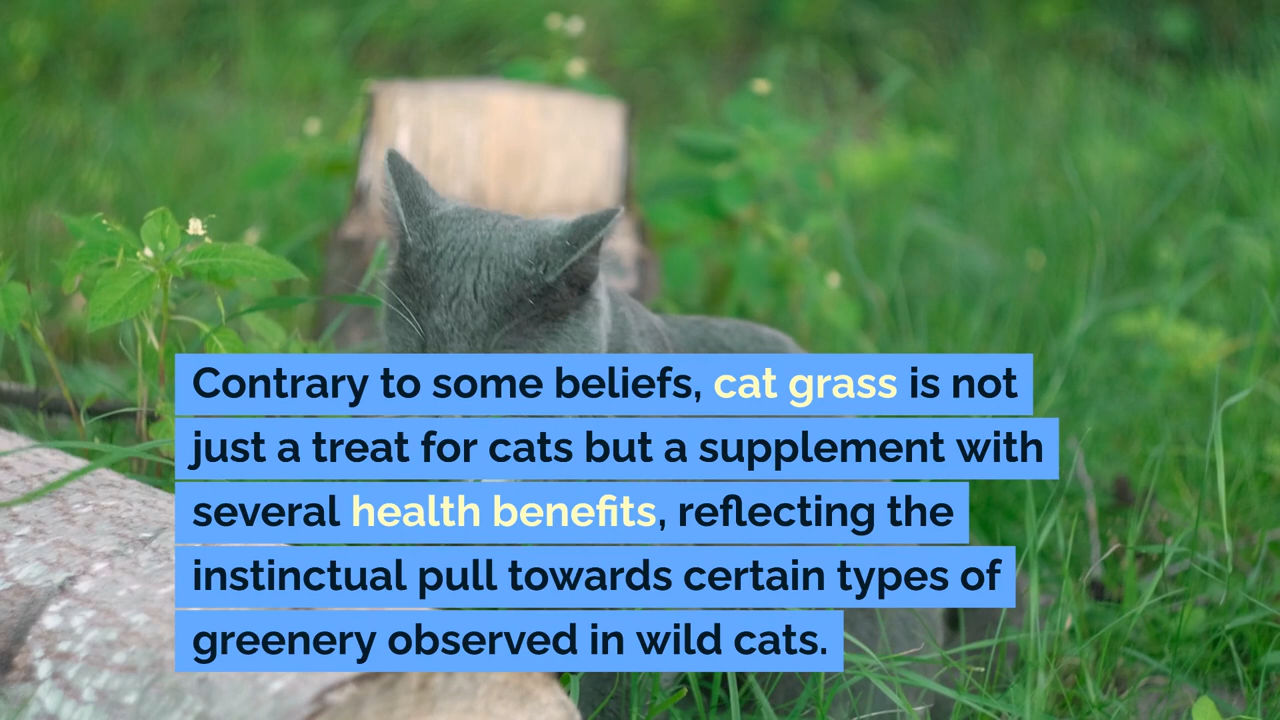 Contrary to some beliefs, cat grass is not
just a treat for cats but a supplement with
several health benefits, reflecting the
instinctual pull towards certain types of
greenery observed in wild cats.